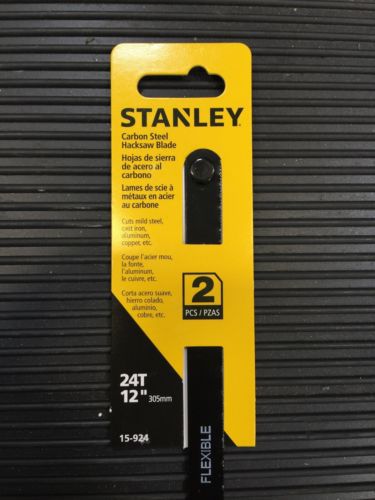 STANLEY
Carbon Steel
Hacksaw Blade
Hojas de sierra
de acero al
carbono
Lames de scie à
métaux en acier
au carbone
Cuts mild steel,
cast iron,
aluminum,
copper, etc.
Coupe l'acier mou,
la fonte,
l'aluminum,
le cuivre, etc.
Corta acero suave,
hierro colado,
aluminio,
cobre, etc.
2
PCS / PZAS
24T
12" 305mm
15-924
FLEXIBLE